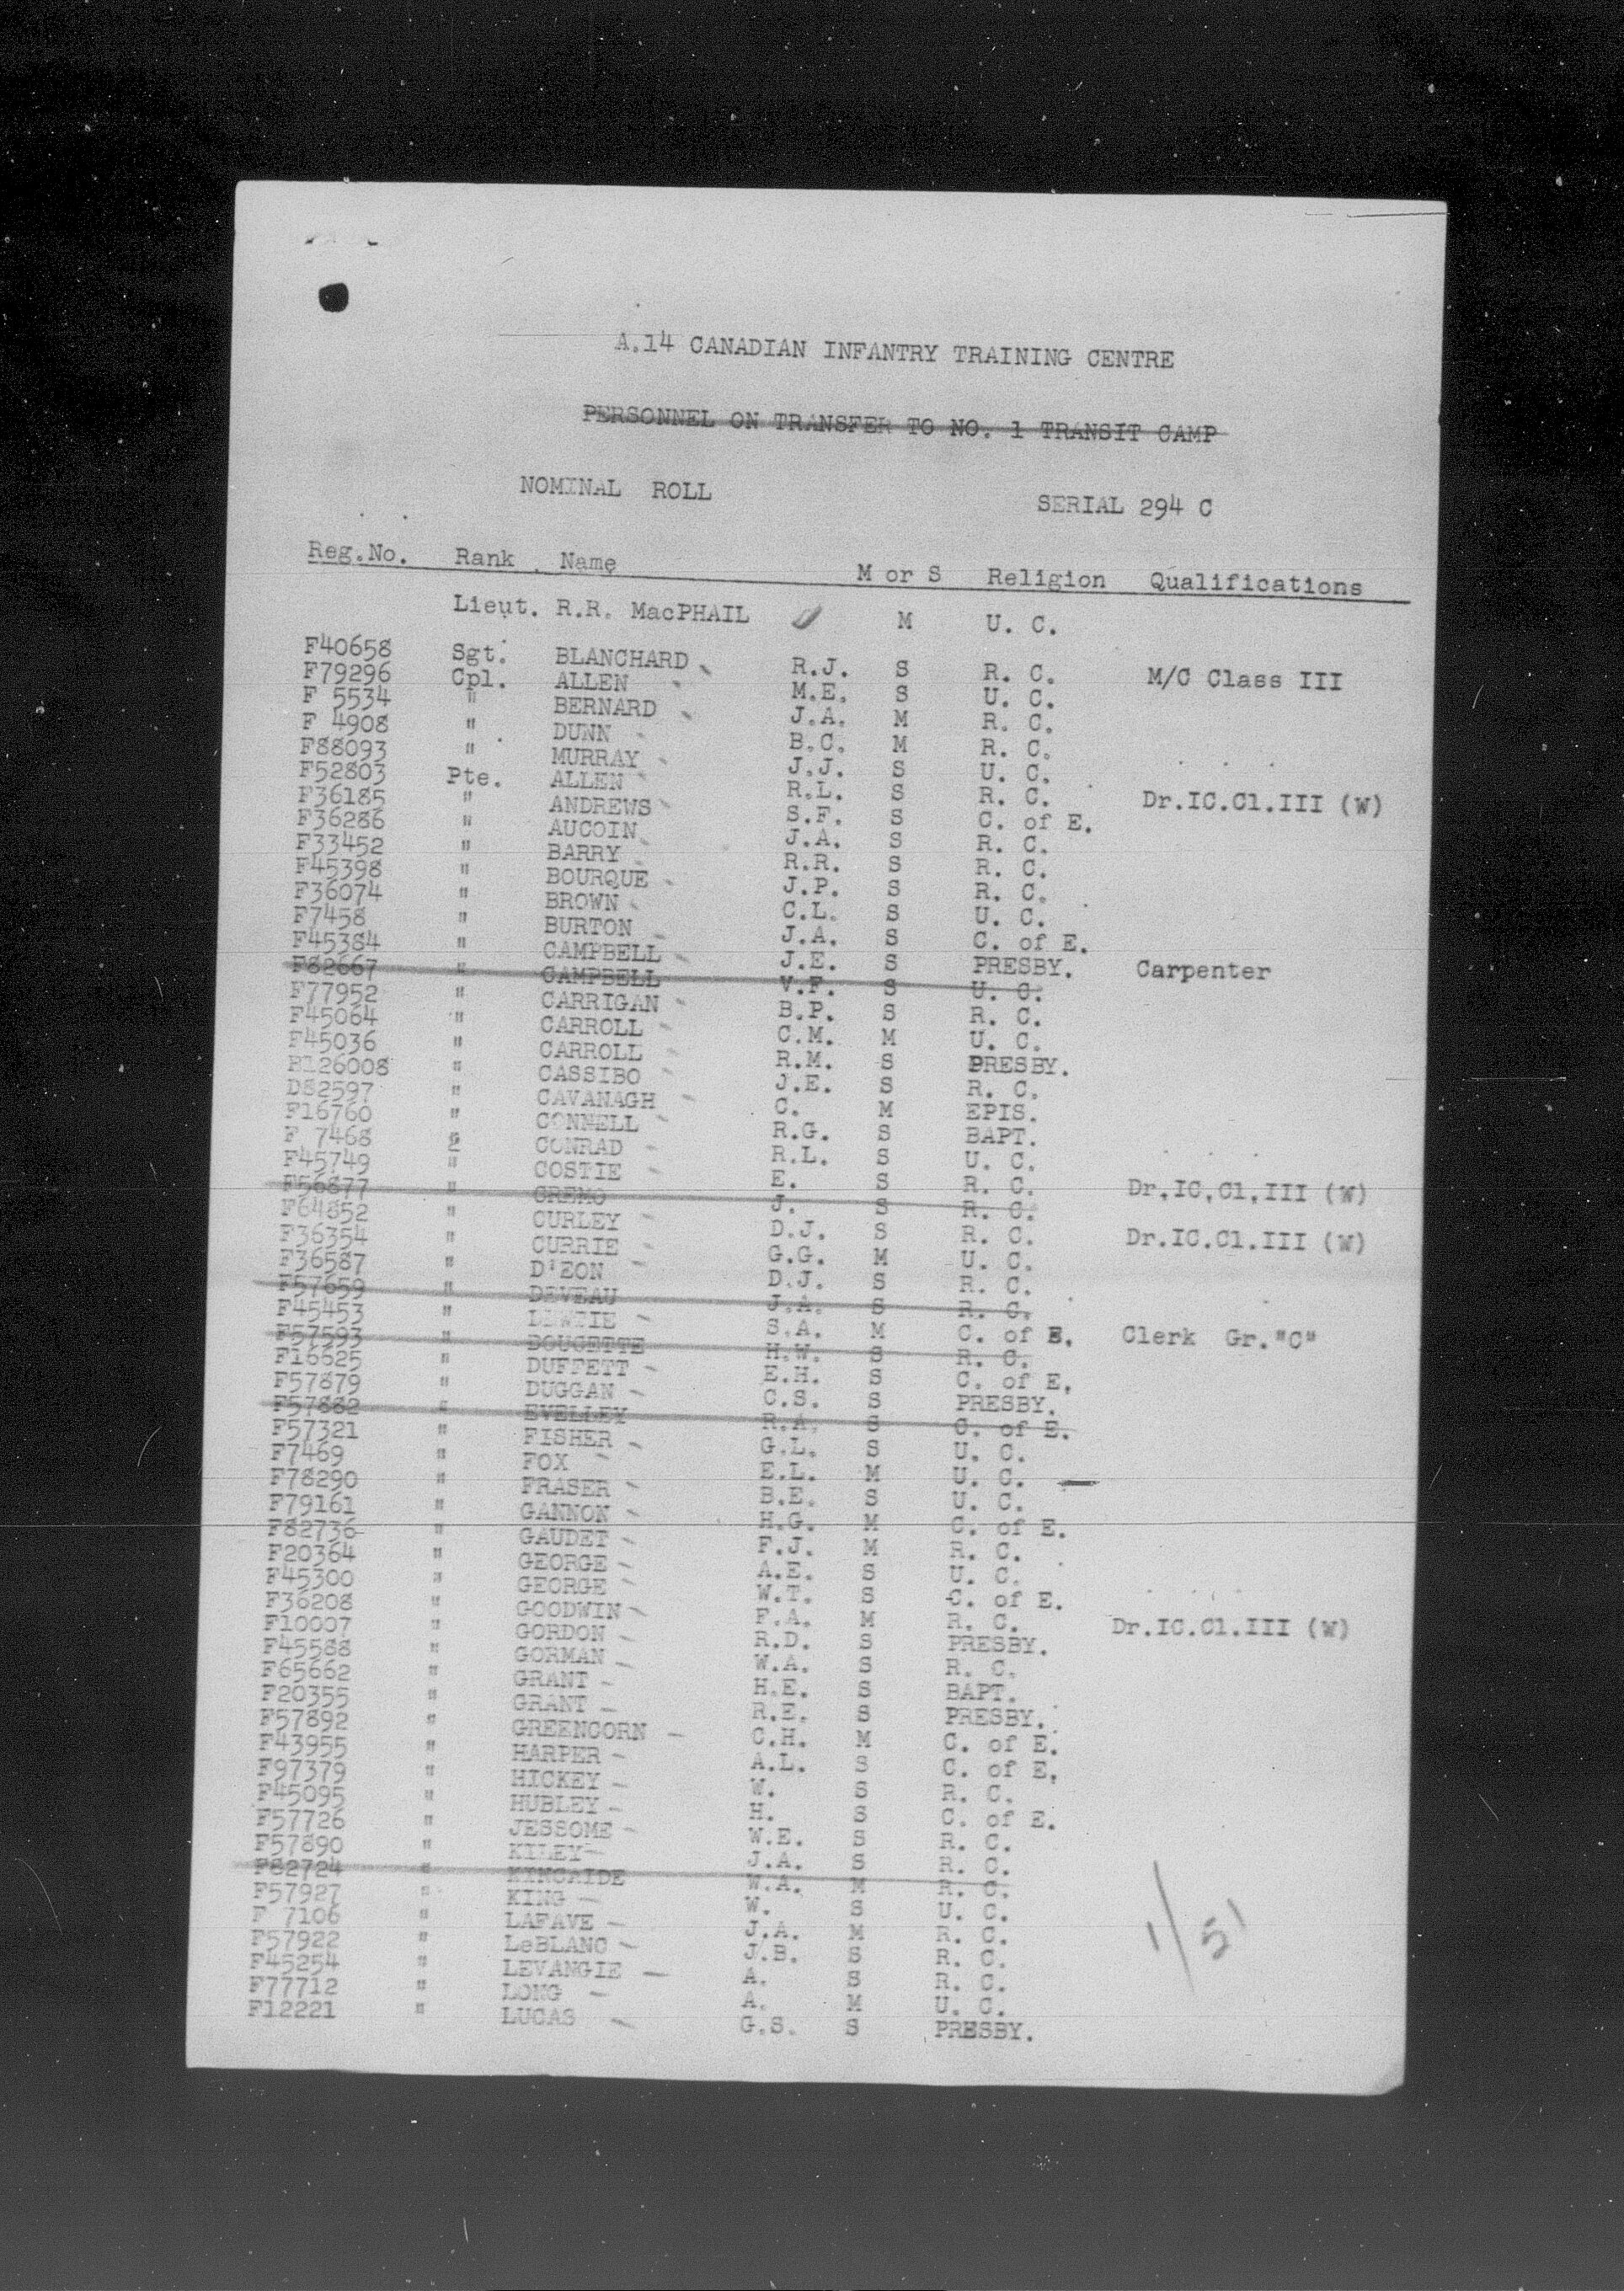 A.14 CANADIAN INFANTRY TRAINING CENTRE
PERSONNEL ON TRANSFER TO NO. 1 TRANSIT CAMP
NOMINAL ROLL SERIAL 294 C
Reg.No. Rank Name M or S Religion Qualifications
Lieut. R.R. MacPHAIL M U. C.
F40658 Sgt. BLANCHARD R.J. S R. C. M/C Class III
F79296 Cpl. ALLEN M.E. S U. C.
F 5534 " BERNARD J.A. M R. C.
F 4908 " DUNN B.C. M R. C.
F88093 " MURRAY J.J. S U. C.
F52803 Pte. ALLEN R.L. S R. C. Dr.IC.Cl.III (W)
F36185 " ANDREWS S.F. S C. of E.
F36286 " AUCOIN J.A. S R. C.
F33452 " BARRY R.R. S R. C.
F45398 " BOURQUE J.P. S R. C.
F36074 " BROWN C.L. S U. C.
F7458 " BURTON J.A. S C. of E.
F45384 " CAMPBELL J.E. S PRESBY. Carpenter
F82667 " CAMPBELL V.F. S U. C.
F77952 " CARRIGAN B.P. S R. C.
F45064 " CARROLL C.M. M U. C.
F45036 " CARROLL R.M. S PRESBY.
B126008 " CASSIBO J.E. S R. C.
D82597 " CAVANAGH C. M EPIS.
F16760 " CONNELL R.G. S BAPT.
F 7468 CONRAD R.L. S U. C.
F45749 " COSTIE E. S R. C. Dr.IC.Cl.III (W)
F56877 " CREMO J. S R. C.
F64852 " CURLEY D.J. S R. C. Dr.IC.Cl.III (W)
F36354 " CURRIE G.G. M U. C.
F36587 " D'EON D.J. S R. C.
F57659 " DEVEAU J.A. S R. C.
F45453 " S.A. M C. of E. Clerk Gr."C"
F57593 " DOUCETTE H.W. S R. C.
F16625 " DUFFETT E.H. S C. of E.
F57879 " DUGGAN C.S. S PRESBY.
F57882 " EVELLEY R.A. S C. of E.
F57321 " FISHER G.L. S U. C.
F7469 " FOX E.L. M U. C.
F78290 " FRASER B.E. S U. C.
F79161 " GANNON H.G. M C. of E.
F82736 " GAUDET F.J. M R. C.
F20364 " GEORGE A.E. S U. C.
F45300 " GEORGE W.T. S C. of E.
F36208 " GOODWIN F.A. M R. C. Dr.IC.Cl.III (W)
F10007 " GORDON R.D. S PRESBY.
F45588 " GORMAN W.A. S R. C.
F65662 " GRANT H.E. S BAPT.
F20355 " GRANT R.E. S PRESBY.
F57892 " GREENCORN C.H. M C. of E.
F43955 " HARPER A.L. S C. of E.
F97379 " HICKEY W. S R. C.
F45095 " HUBLEY H. S C. of E.
F57726 " JESSOME W.E. S R. C.
F57890 " KILEY J.A. S R. C.
F82724 " KINCAIDE W.A. M R. C.
F57927 " KING W. S U. C.
F 7106 " LAFAVE J.A. M R. C.
F57922 " LeBLANC J.B. S R. C.
F45254 " LEVANGIE A. S R. C.
F77712 " LONG A. M U. C.
F12221 " LUCAS G.S. S PRESBY.
1/51